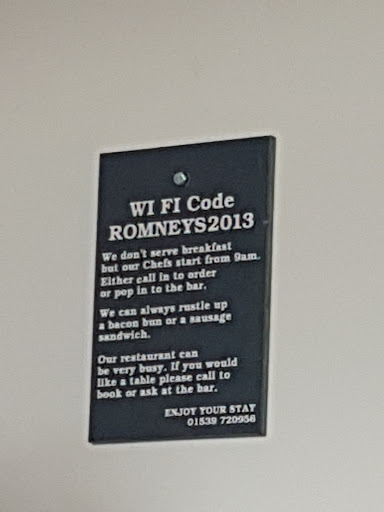 WI FI Code
ROMNEYS2013
We don't serve breakfast
but our Chefs start from 9am.
Either call in to order
or pop in to the bar.
We can always rustle up
a bacon bun or a sausage
sandwich.
Our restaurant can
be very busy. If you would
like a table please call to
book or ask at the bar.
ENJOY YOUR STAY
01539 720956